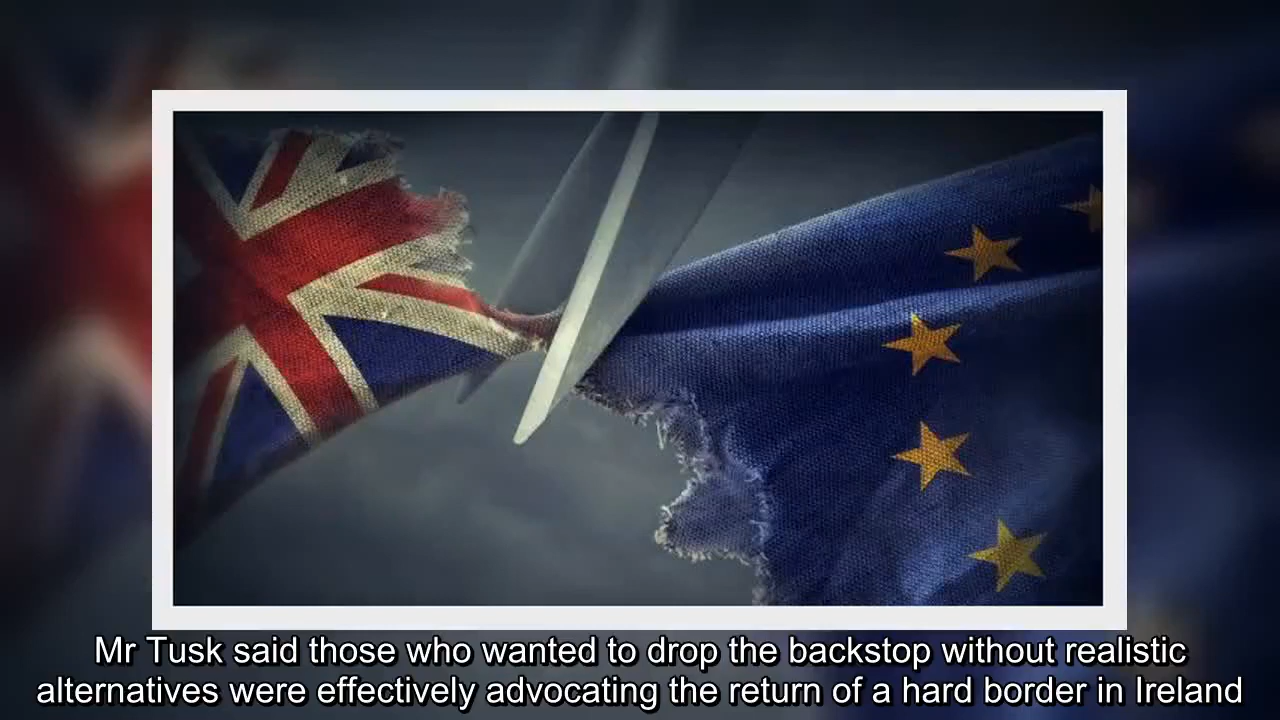 Mr Tusk said those who wanted to drop the backstop without realistic
alternatives were effectively advocating the return of a hard border in Ireland